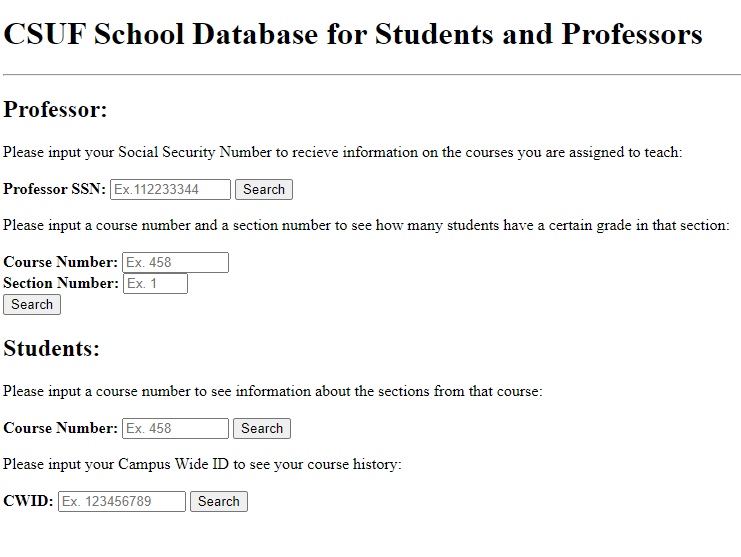 CSUF School Database for Students and Professors
Professor:
Please input your Social Security Number to recieve information on the courses you are assigned to teach:
Professor SSN: Ex.112233344 Search
Please input a course number and a section number to see how many students have a certain grade in that section:
Course Number: Ex. 458
Section Number: Ex. 1
Search
Students:
Please input a course number to see information about the sections from that course:
Course Number: Ex. 458 Search
Please input your Campus Wide ID to see your course history:
CWID: Ex. 123456789 Search